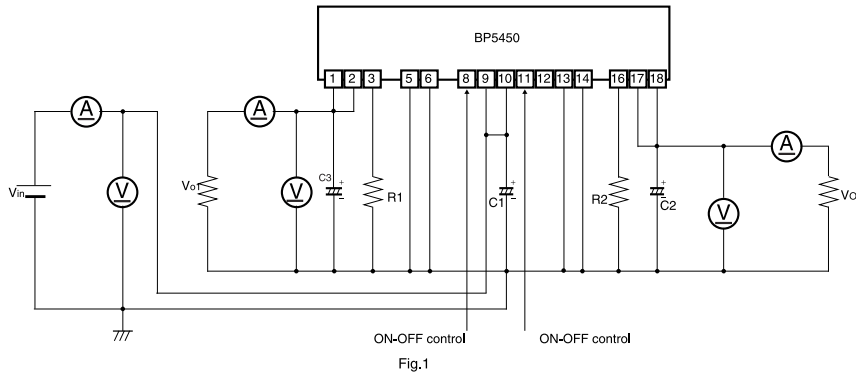 BP5450
1 2 3 5 6 8 9 10 11 12 13 14 16 17 18
A A A
Vin V Vo1 V C3 + - R1 C1 + - R2 + - C2 V Vo
ON-OFF control ON-OFF control
Fig.1